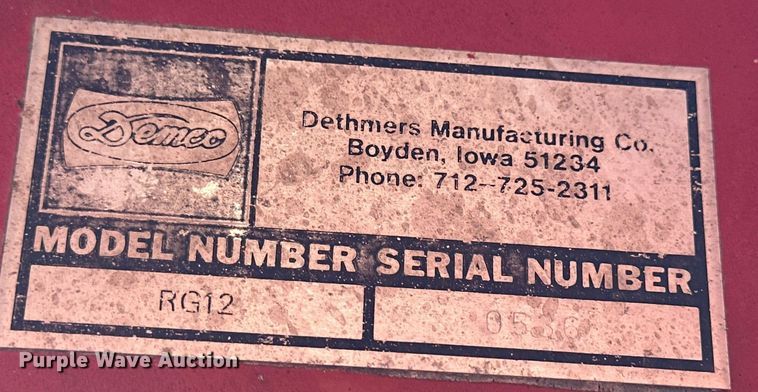 Demco
Dethmers Manufacturing Co.
Boyden, Iowa 51234
Phone: 712-725-2311
MODEL NUMBER SERIAL NUMBER
RG12 0536
Purple Wave Auction